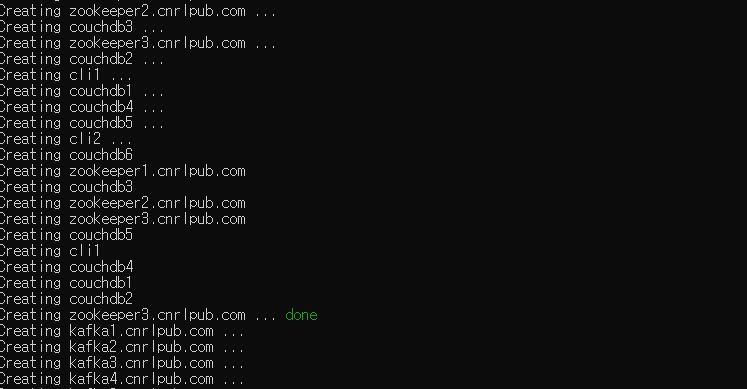 Creating zookeeper2.cnrlpub.com ...
Creating couchdb3 ...
Creating zookeeper3.cnrlpub.com ...
Creating couchdb2 ...
Creating cli1 ...
Creating couchdb1 ...
Creating couchdb4 ...
Creating couchdb5 ...
Creating cli2 ...
Creating couchdb6
Creating zookeeper1.cnrlpub.com
Creating couchdb3
Creating zookeeper2.cnrlpub.com
Creating zookeeper3.cnrlpub.com
Creating couchdb5
Creating cli1
Creating couchdb4
Creating couchdb1
Creating couchdb2
Creating zookeeper3.cnrlpub.com ... done
Creating kafka1.cnrlpub.com ...
Creating kafka2.cnrlpub.com ...
Creating kafka3.cnrlpub.com ...
Creating kafka4.cnrlpub.com ...